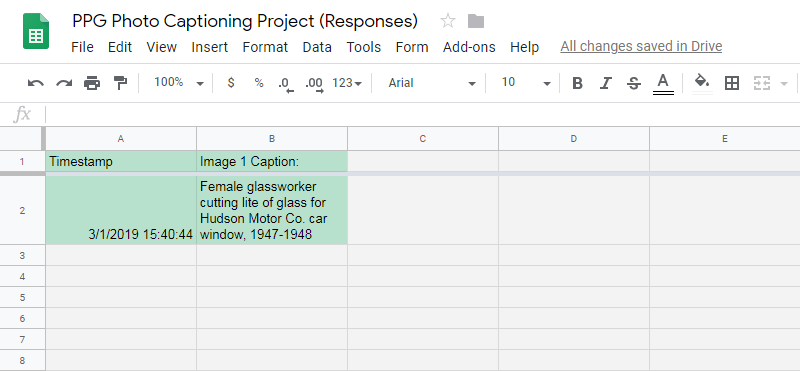 PPG Photo Captioning Project (Responses)
File Edit View Insert Format Data Tools Form Add-ons Help All changes saved in Drive
100% $ % .0 .00 123 Arial 10 B I S A
fx
A B C D E
1 Timestamp Image 1 Caption:
Female glassworker
cutting lite of glass for
2 Hudson Motor Co. car
3/1/2019 15:40:44 window, 1947-1948
3
4
5
6
7
8